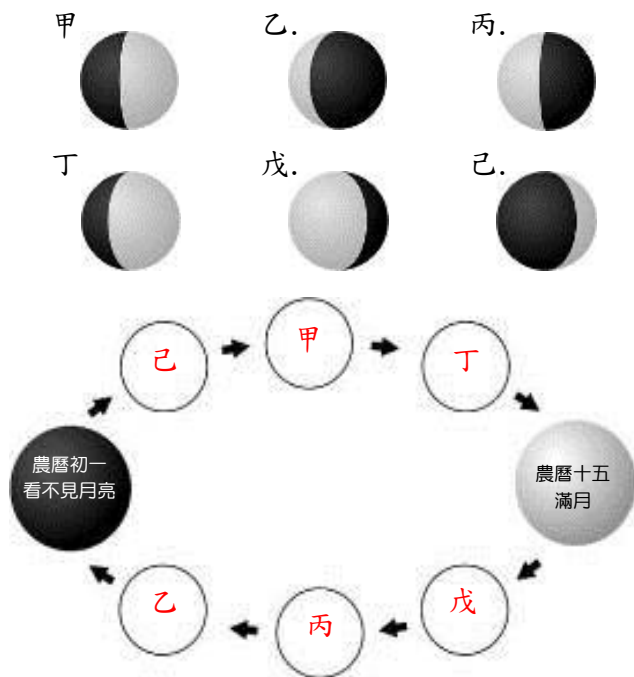 甲
乙.
丙.
丁
戊.
己.
己
甲
丁
農曆初一
看不見月亮
農曆十五
滿月
乙
丙
戊